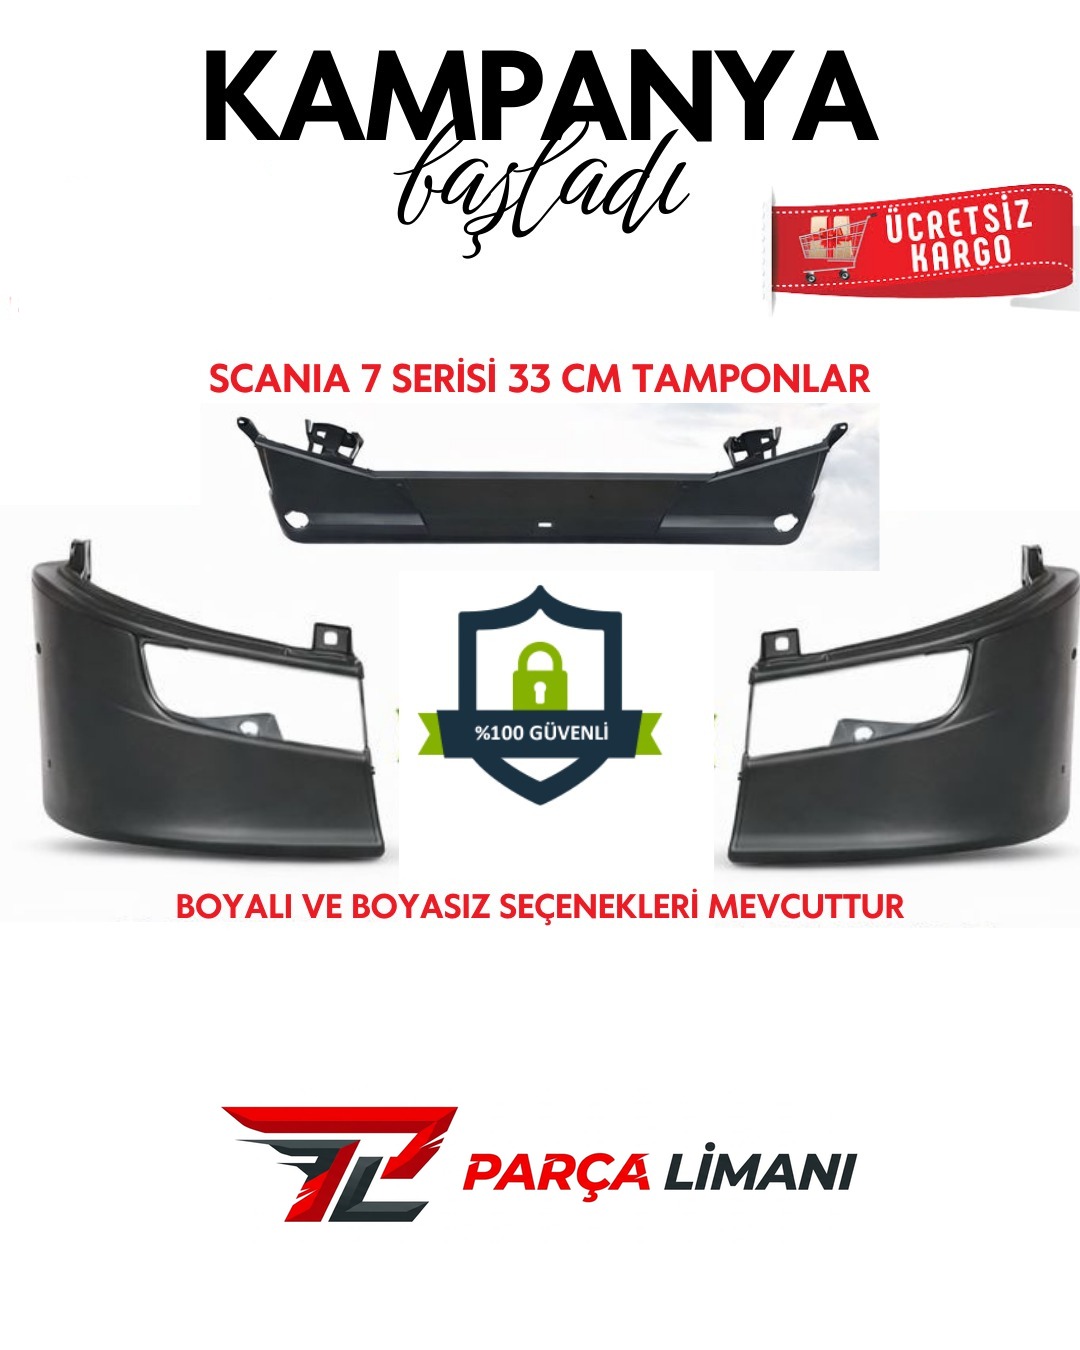 KAMPANYA
başladı
ÜCRETSİZ
KARGO
SCANIA 7 SERİSİ 33 CM TAMPONLAR
%100 GÜVENLİ
BOYALI VE BOYASIZ SEÇENEKLERİ MEVCUTTUR
PARÇA LİMANI